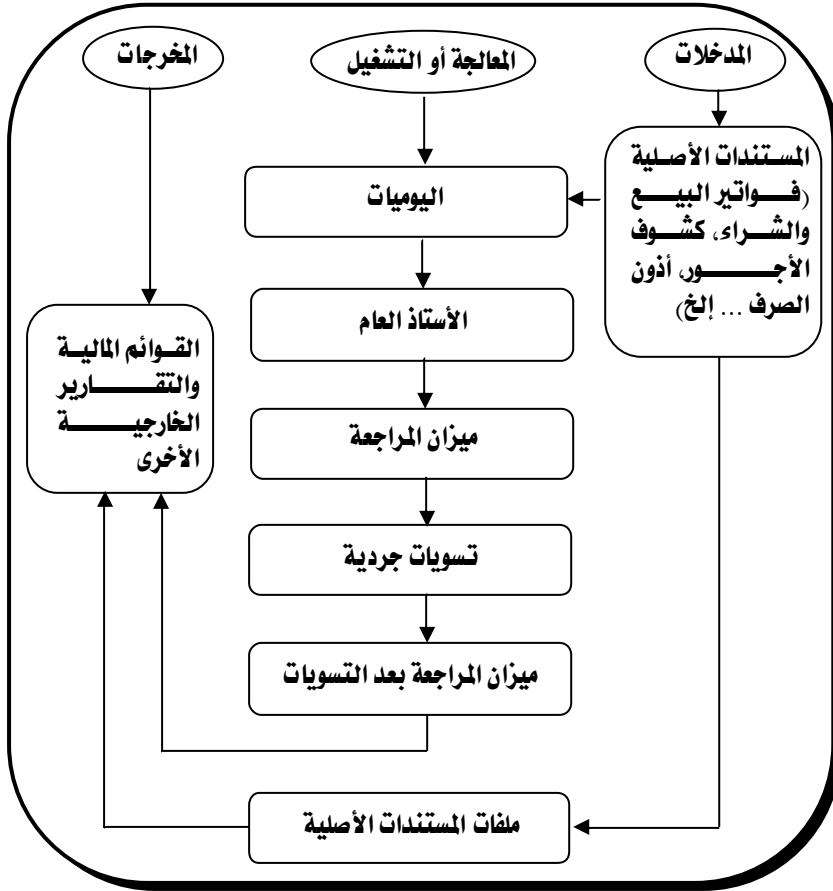 المدخلات
المعالجة أو التشغيل
المخرجات
المستندات الأصلية
(فواتير البيع
والشراء، كشوف
الأجور، أذون
الصرف ... إلخ)
اليوميات
الأستاذ العام
ميزان المراجعة
تسويات جردية
ميزان المراجعة بعد التسويات
ملفات المستندات الأصلية
القوائم المالية
والتقارير
الخارجية
الأخرى